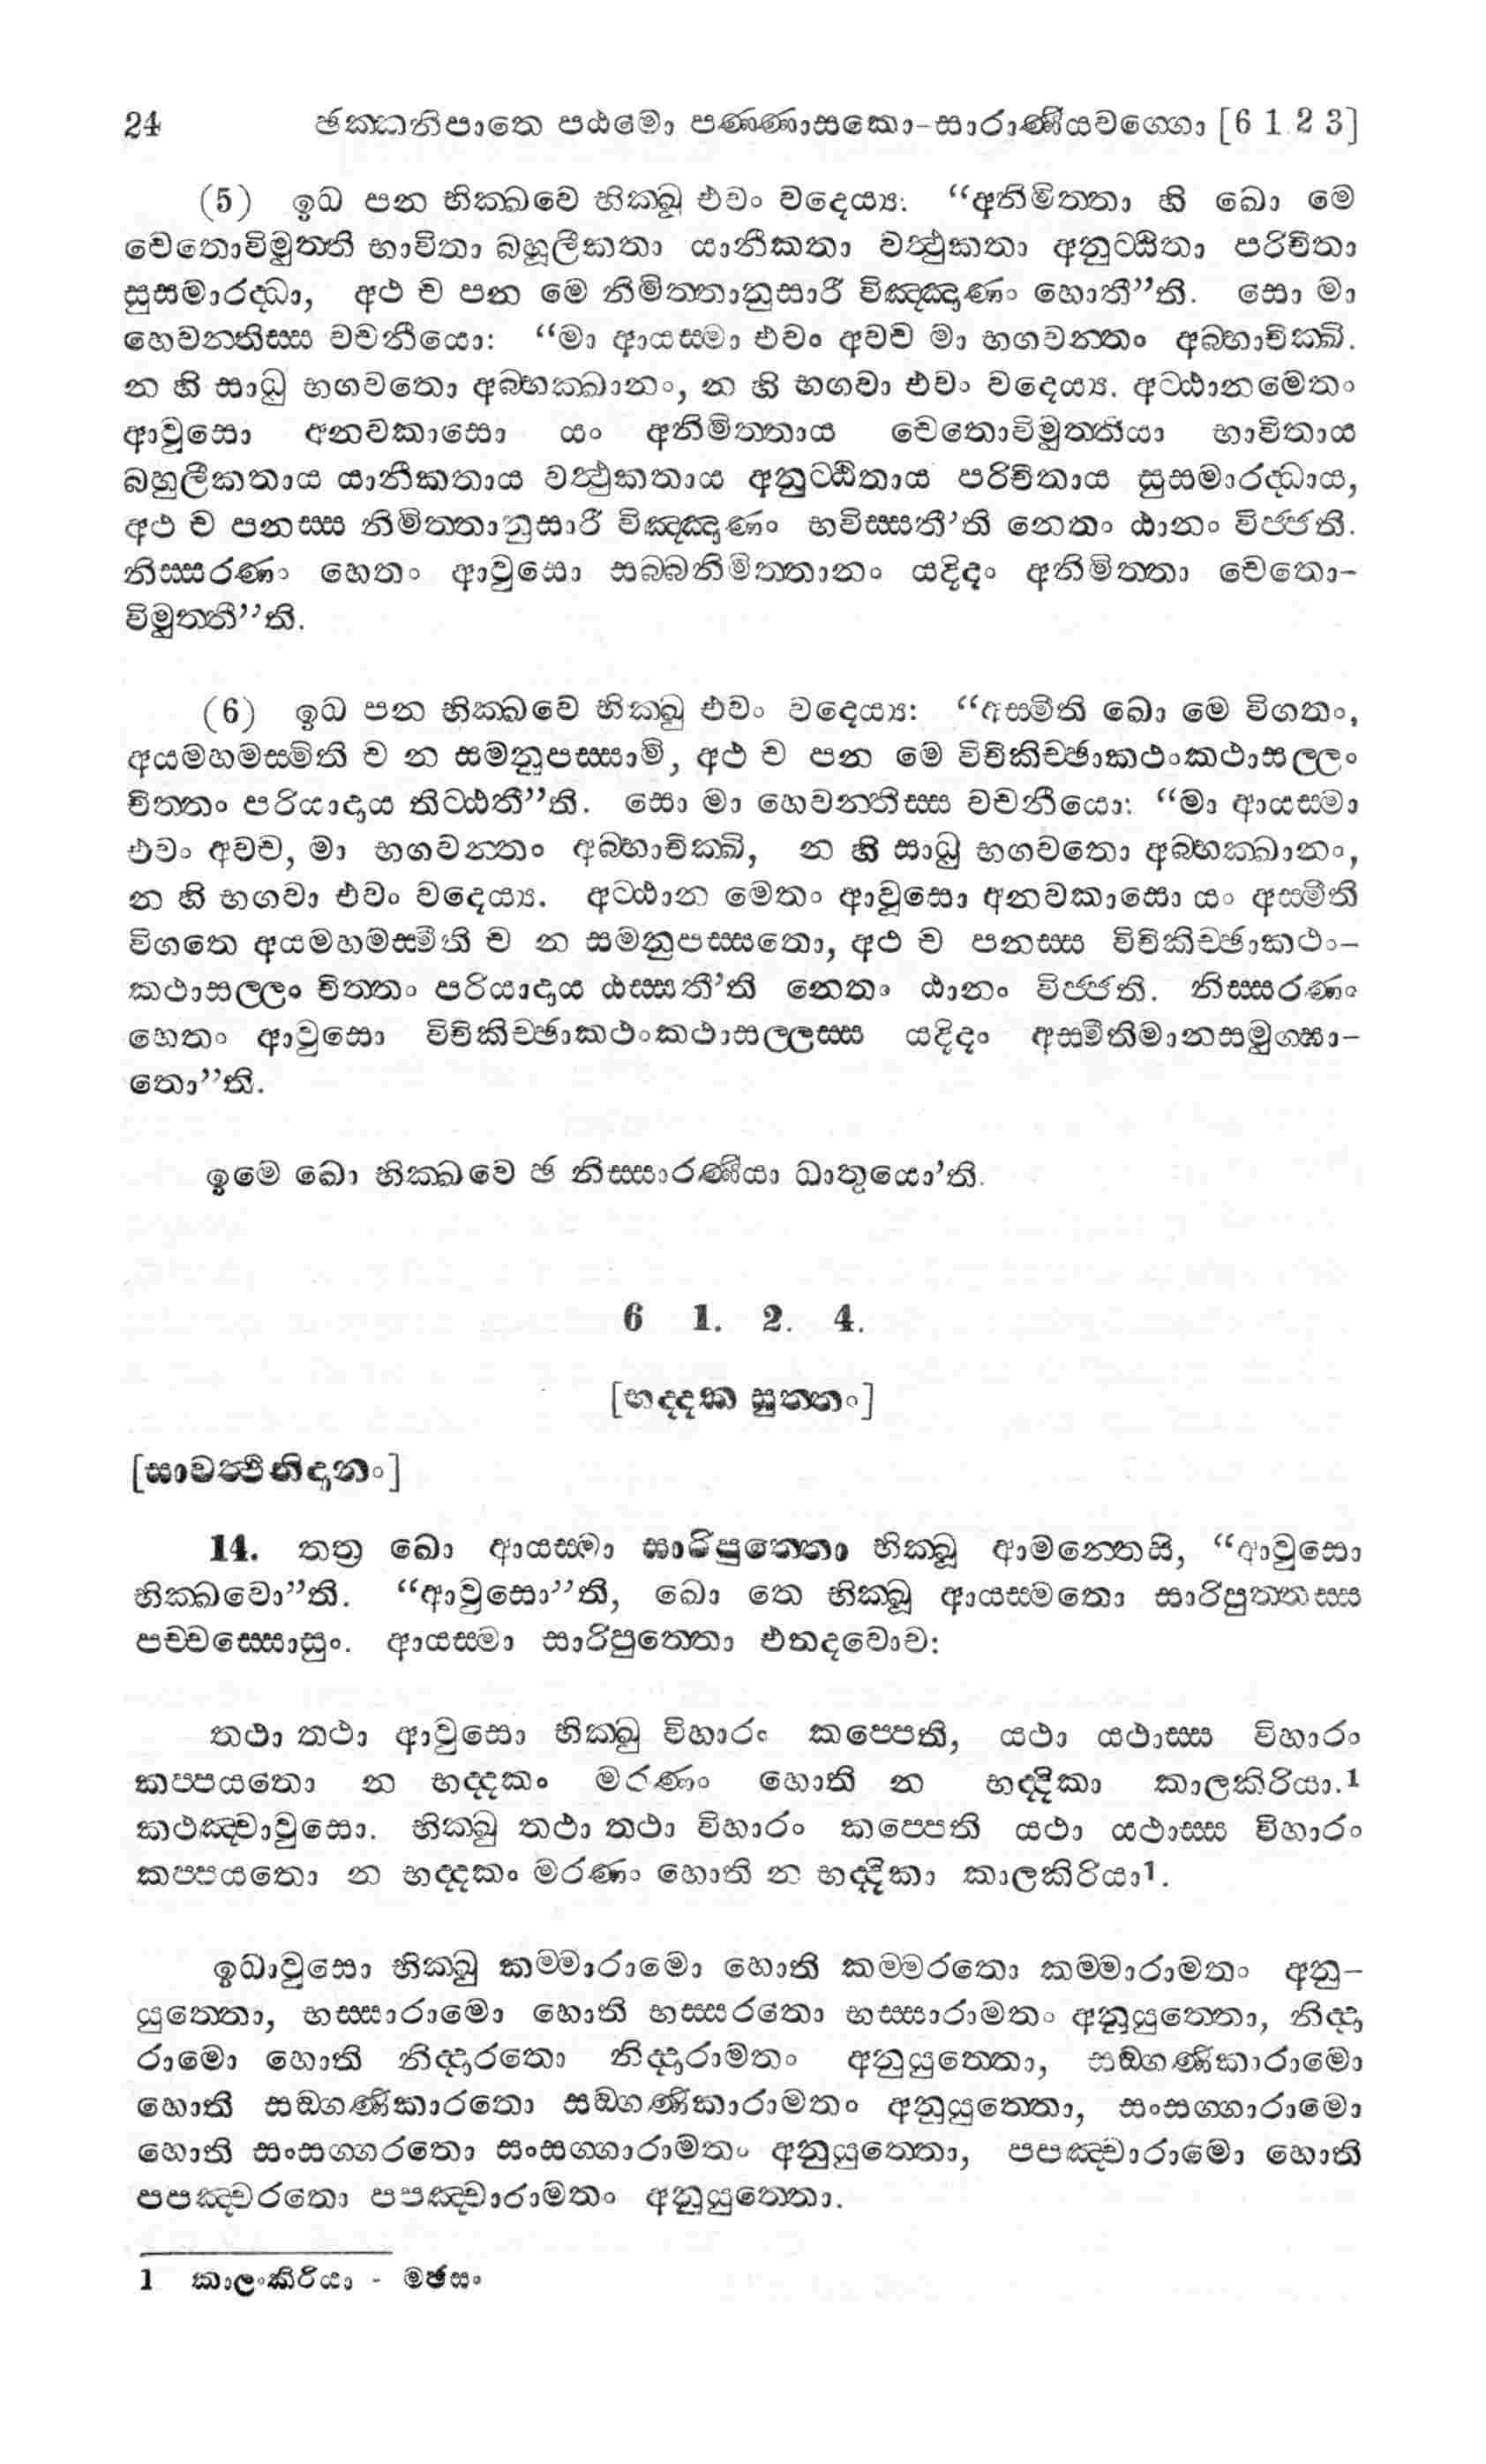 24 ඡක්කනිපාතෙ පඨමො පණ්ණාසකො-සාරාණීයවග්ගො [6 1 2 3]
(5) ඉධ පන භික්ඛවෙ භික්ඛු එවං වදෙය්‍ය: “අනිමිත්තා හි ඛො මෙ
චෙතොවිමුත්ති භාවිතා බහුලීකතා යානීකතා වත්ථුකතා අනුට්ඨිතා පරිචිතා
සුසමාරද්ධා, අථ ච පන මෙ නිමිත්තානුසාරි විඤ්ඤාණං හොතී”ති. සො මා
හෙවන්තිස්ස වචනීයො: “මා ආයස්මා එවං අවච මා භගවන්තං අබ්භාචික්ඛි.
න හි සාධු භගවතො අබ්භක්ඛානං, න හි භගවා එවං වදෙය්‍ය. අට්ඨානමෙතං
ආවුසො අනවකාසො යං අනිමිත්තාය චෙතොවිමුත්තියා භාවිතාය
බහුලීකතාය යානීකතාය වත්ථුකතාය අනුට්ඨිතාය පරිචිතාය සුසමාරද්ධාය,
අථ ච පනස්ස නිමිත්තානුසාරි විඤ්ඤාණං භවිස්සතී’ති නෙතං ඨානං විජ්ජති.
නිස්සරණං හෙතං ආවුසො සබ්බනිමිත්තානං යදිදං අනිමිත්තා චෙතො-
විමුත්තී”ති.
(6) ඉධ පන භික්ඛවෙ භික්ඛු එවං වදෙය්‍ය: “අස්මීති ඛො මෙ විගතං,
අයමහමස්මීති ච න සමනුපස්සාමි, අථ ච පන මෙ විචිකිච්ඡාකථංකථාසල්ලං
චිත්තං පරියාදාය තිට්ඨතී”ති. සො මා හෙවන්තිස්ස වචනීයො: “මා ආයස්මා
එවං අවච, මා භගවන්තං අබ්භාචික්ඛි, න හි සාධු භගවතො අබ්භක්ඛානං,
න හි භගවා එවං වදෙය්‍ය. අට්ඨාන මෙතං ආවුසො අනවකාසො යං අස්මීති
විගතෙ අයමහමස්මීති ච න සමනුපස්සතො, අථ ච පනස්ස විචිකිච්ඡාකථං-
කථාසල්ලං චිත්තං පරියාදාය ඨස්සතී’ති නෙතං ඨානං විජ්ජති. නිස්සරණං
හෙතං ආවුසො විචිකිච්ඡාකථංකථාසල්ලස්ස යදිදං අස්මීතිමානසමුග්ඝා-
තො”ති.
ඉමෙ ඛො භික්ඛවෙ ඡ නිස්සාරණීයා ධාතුයො’ති.
6 1. 2. 4.
[භද්දක සුත්තං]
[සාවත්ථිනිදානං]
14. තත්‍ර ඛො ආයස්මා සාරිපුත්තො භික්ඛූ ආමන්තෙසි, “ආවුසො
භික්ඛවො”ති. “ආවුසො”ති, ඛො තෙ භික්ඛූ ආයස්මතො සාරිපුත්තස්ස
පච්චස්සොසුං. ආයස්මා සාරිපුත්තො එතදවොච:
තථා තථා ආවුසො භික්ඛු විහාරං කප්පෙති, යථා යථාස්ස විහාරං
කප්පයතො න භද්දකං මරණං හොති න භද්දිකා කාලකිරියා.1
කථඤ්චාවුසො. භික්ඛු තථා තථා විහාරං කප්පෙති යථා යථාස්ස විහාරං
කප්පයතො න භද්දකං මරණං හොති න භද්දිකා කාලකිරියා1.
ඉධාවුසො භික්ඛු කම්මාරාමො හොති කම්මරතො කම්මාරාමතං අනු-
යුත්තො, භස්සාරාමො හොති භස්සරතො භස්සාරාමතං අනුයුත්තො, නිද්දා
රාමො හොති නිද්දාරතො නිද්දාරාමතං අනුයුත්තො, සඞ්ගණිකාරාමො
හොති සඞ්ගණිකාරතො සඞ්ගණිකාරාමතං අනුයුත්තො, සංසග්ගාරාමො
හොති සංසග්ගරතො සංසග්ගාරාමතං අනුයුත්තො, පපඤ්චාරාමො හොති
පපඤ්චරතො පපඤ්චාරාමතං අනුයුත්තො.
1 කාලංකිරියා - මඡසං